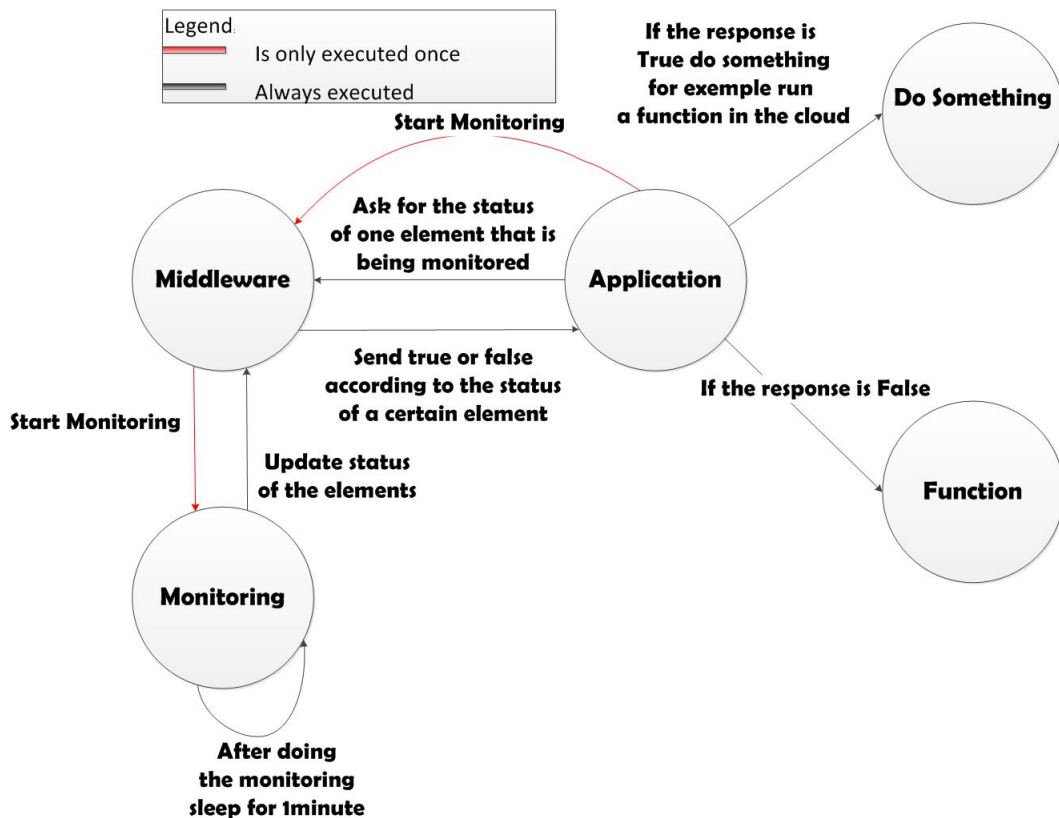 Legend:
Is only executed once
Always executed
If the response is
True do something
for exemple run
a function in the cloud
Do Something
Start Monitoring
Ask for the status
of one element that is
being monitored
Middleware
Application
Send true or false
according to the status
of a certain element
If the response is False
Start Monitoring
Update status
of the elements
Function
Monitoring
After doing
the monitoring
sleep for 1minute